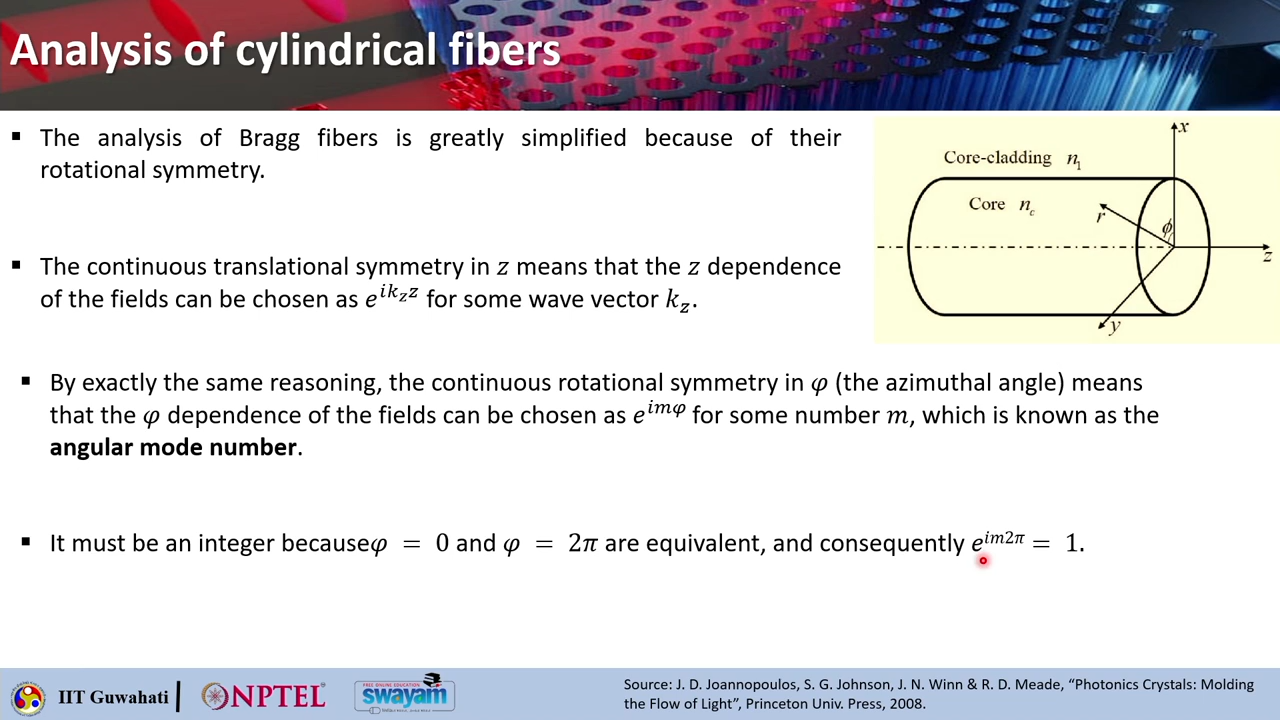 Analysis of cylindrical fibers
▪ The analysis of Bragg fibers is greatly simplified because of their
rotational symmetry.
▪ The continuous translational symmetry in z means that the z dependence
of the fields can be chosen as e^{ik_z z} for some wave vector k_z.
▪ By exactly the same reasoning, the continuous rotational symmetry in φ (the azimuthal angle) means
that the φ dependence of the fields can be chosen as e^{imφ} for some number m, which is known as the
angular mode number.
▪ It must be an integer becauseφ = 0 and φ = 2π are equivalent, and consequently e^{im2π} = 1.
x
Core-cladding n_1
Core n_c
r
ϕ
z
y
IIT Guwahati
NPTEL
FREE ONLINE EDUCATION
swayam
Source: J. D. Joannopoulos, S. G. Johnson, J. N. Winn & R. D. Meade, “Photonics Crystals: Molding
the Flow of Light”, Princeton Univ. Press, 2008.